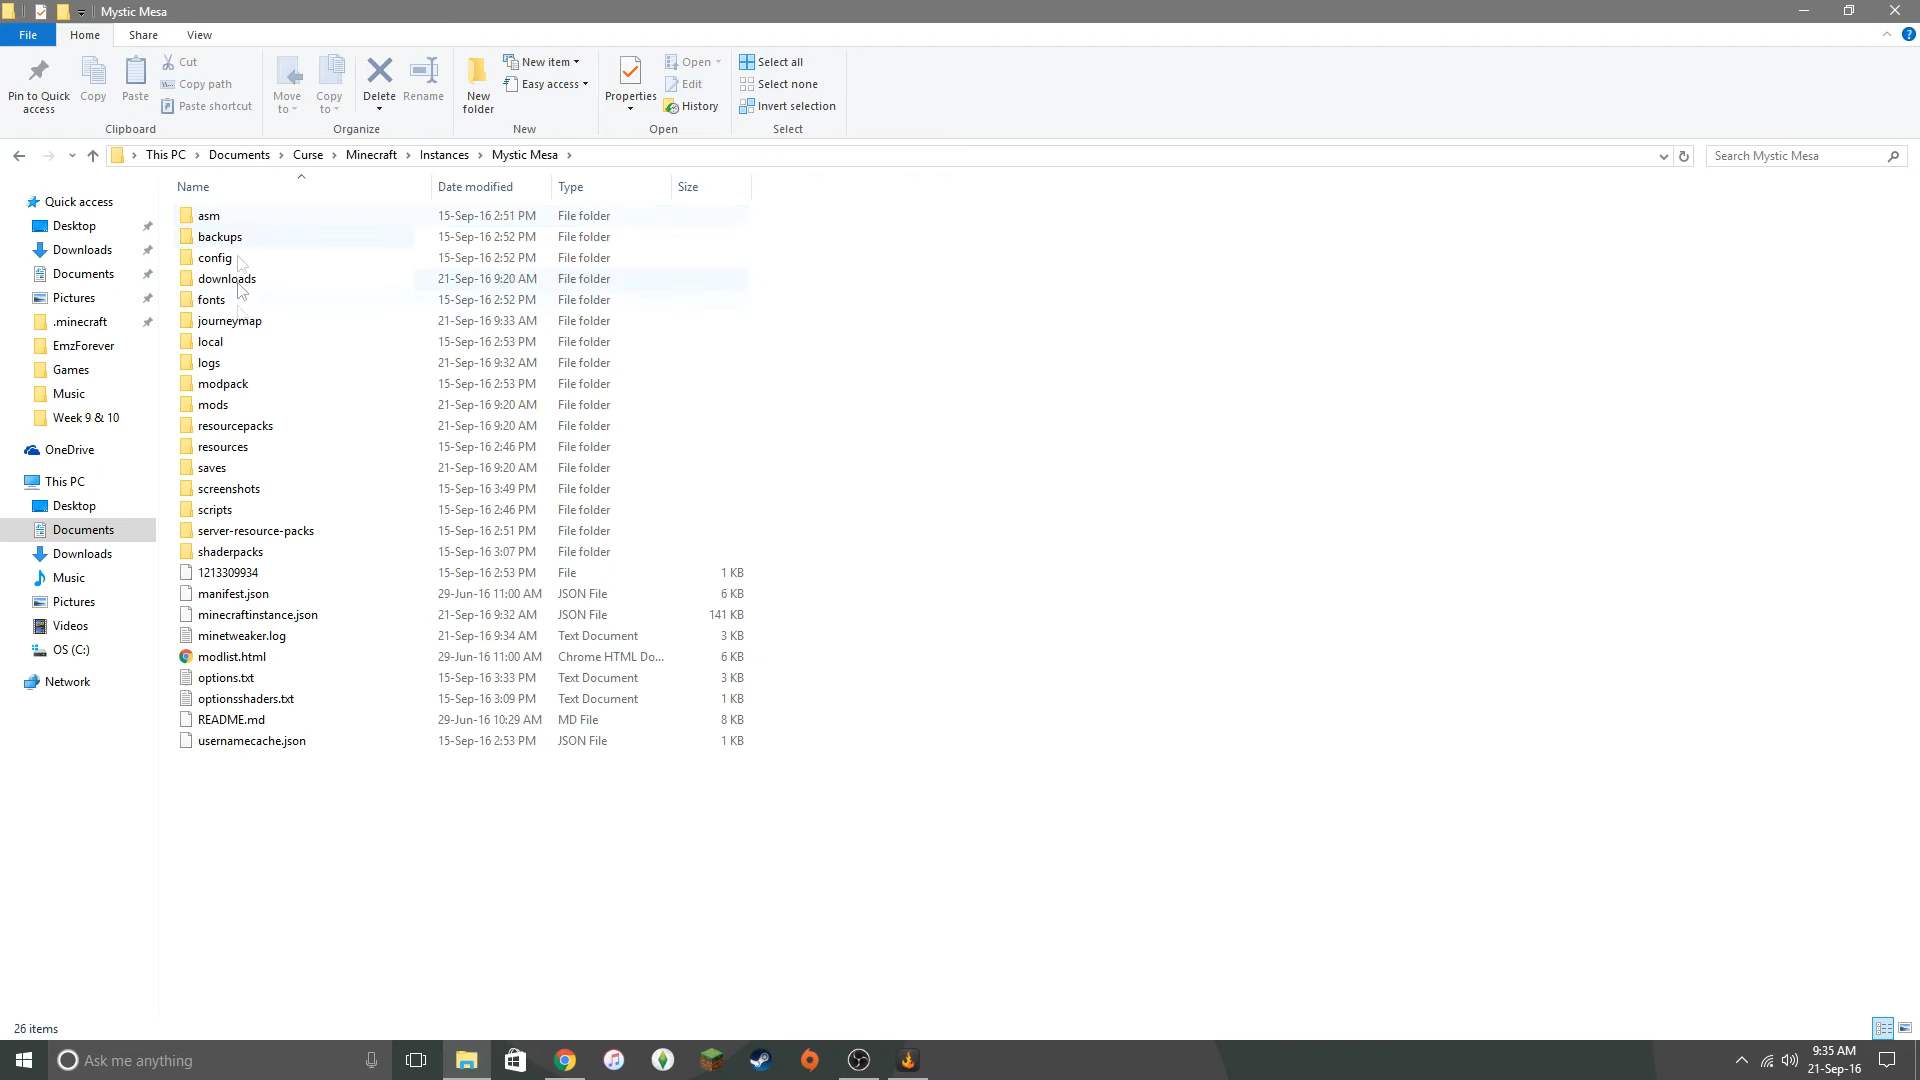 Mystic Mesa
File Home Share View
Pin to Quick access
Copy
Paste
Cut
Copy path
Paste shortcut
Clipboard
Move to
Copy to
Delete
Rename
Organize
New folder
New item
Easy access
New
Properties
Open
Edit
History
Open
Select all
Select none
Invert selection
Select
This PC Documents Curse Minecraft Instances Mystic Mesa
Search Mystic Mesa
Quick access
Desktop
Downloads
Documents
Pictures
.minecraft
EmzForever
Games
Music
Week 9 & 10
OneDrive
This PC
Desktop
Documents
Downloads
Music
Pictures
Videos
OS (C:)
Network
Name Date modified Type Size
asm 15-Sep-16 2:51 PM File folder
backups 15-Sep-16 2:52 PM File folder
config 15-Sep-16 2:52 PM File folder
downloads 21-Sep-16 9:20 AM File folder
fonts 15-Sep-16 2:52 PM File folder
journeymap 21-Sep-16 9:33 AM File folder
local 15-Sep-16 2:53 PM File folder
logs 21-Sep-16 9:32 AM File folder
modpack 15-Sep-16 2:53 PM File folder
mods 21-Sep-16 9:20 AM File folder
resourcepacks 21-Sep-16 9:20 AM File folder
resources 15-Sep-16 2:46 PM File folder
saves 21-Sep-16 9:20 AM File folder
screenshots 15-Sep-16 3:49 PM File folder
scripts 15-Sep-16 2:46 PM File folder
server-resource-packs 15-Sep-16 2:51 PM File folder
shaderpacks 15-Sep-16 3:07 PM File folder
1213309934 15-Sep-16 2:53 PM File 1 KB
manifest.json 29-Jun-16 11:00 AM JSON File 6 KB
minecraftinstance.json 21-Sep-16 9:32 AM JSON File 141 KB
minetweaker.log 21-Sep-16 9:34 AM Text Document 3 KB
modlist.html 29-Jun-16 11:00 AM Chrome HTML Do... 6 KB
options.txt 15-Sep-16 3:33 PM Text Document 3 KB
optionsshaders.txt 15-Sep-16 3:09 PM Text Document 1 KB
README.md 29-Jun-16 10:29 AM MD File 8 KB
usernamecache.json 15-Sep-16 2:53 PM JSON File 1 KB
26 items
Ask me anything
9:35 AM
21-Sep-16